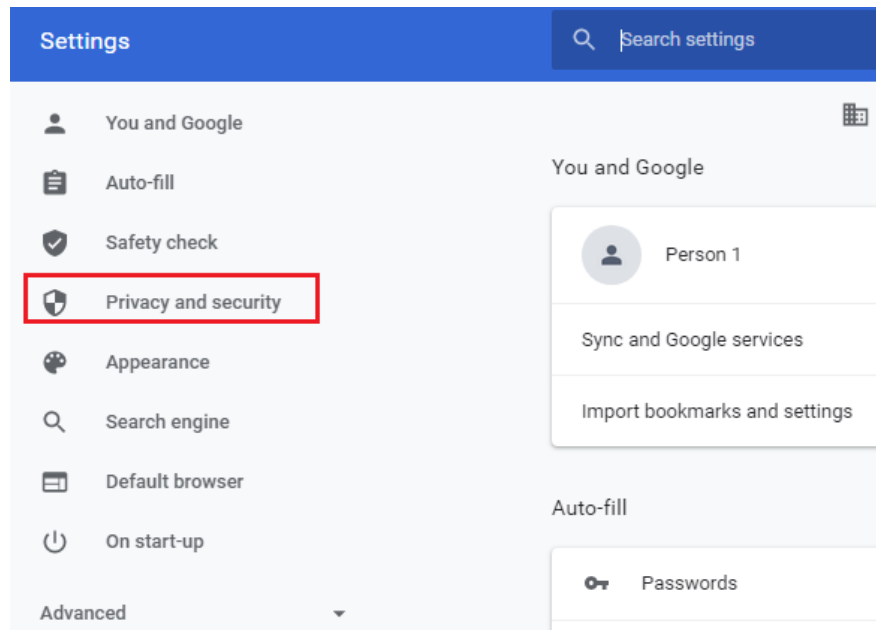 Settings
Search settings
You and Google
Auto-fill
Safety check
Privacy and security
Appearance
Search engine
Default browser
On start-up
Advanced
You and Google
Person 1
Sync and Google services
Import bookmarks and settings
Auto-fill
Passwords